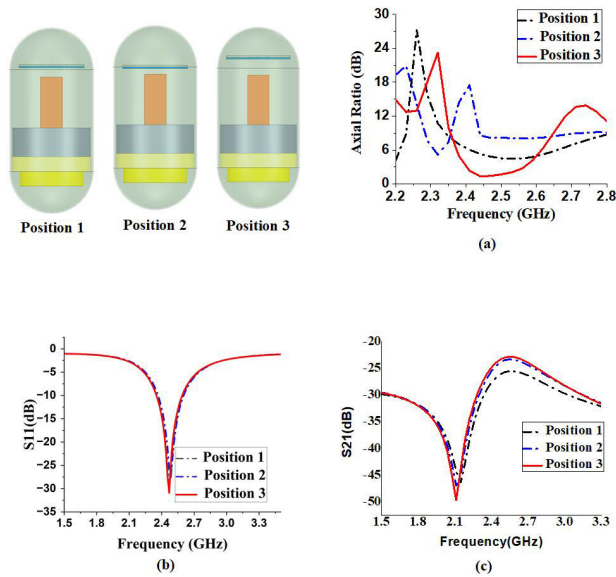 Position 1
Position 2
Position 3
Axial Ratio (dB)
30
24
18
12
6
0
Position 1
Position 2
Position 3
2.2 2.3 2.4 2.5 2.6 2.7 2.8
Frequency (GHz)
(a)
S11(dB)
0
−5
−10
−15
−20
−25
−30
−35
Position 1
Position 2
Position 3
1.5 2.1 2.4 2.7 3.0 3.3
Frequency (GHz)
(b)
S21(dB)
-20
-25
-30
-35
-40
-45
-50
Position 1
Position 2
Position 3
1.5 2.1 2.4 2.7 3.0 3.3
Frequency(GHz)
(c)